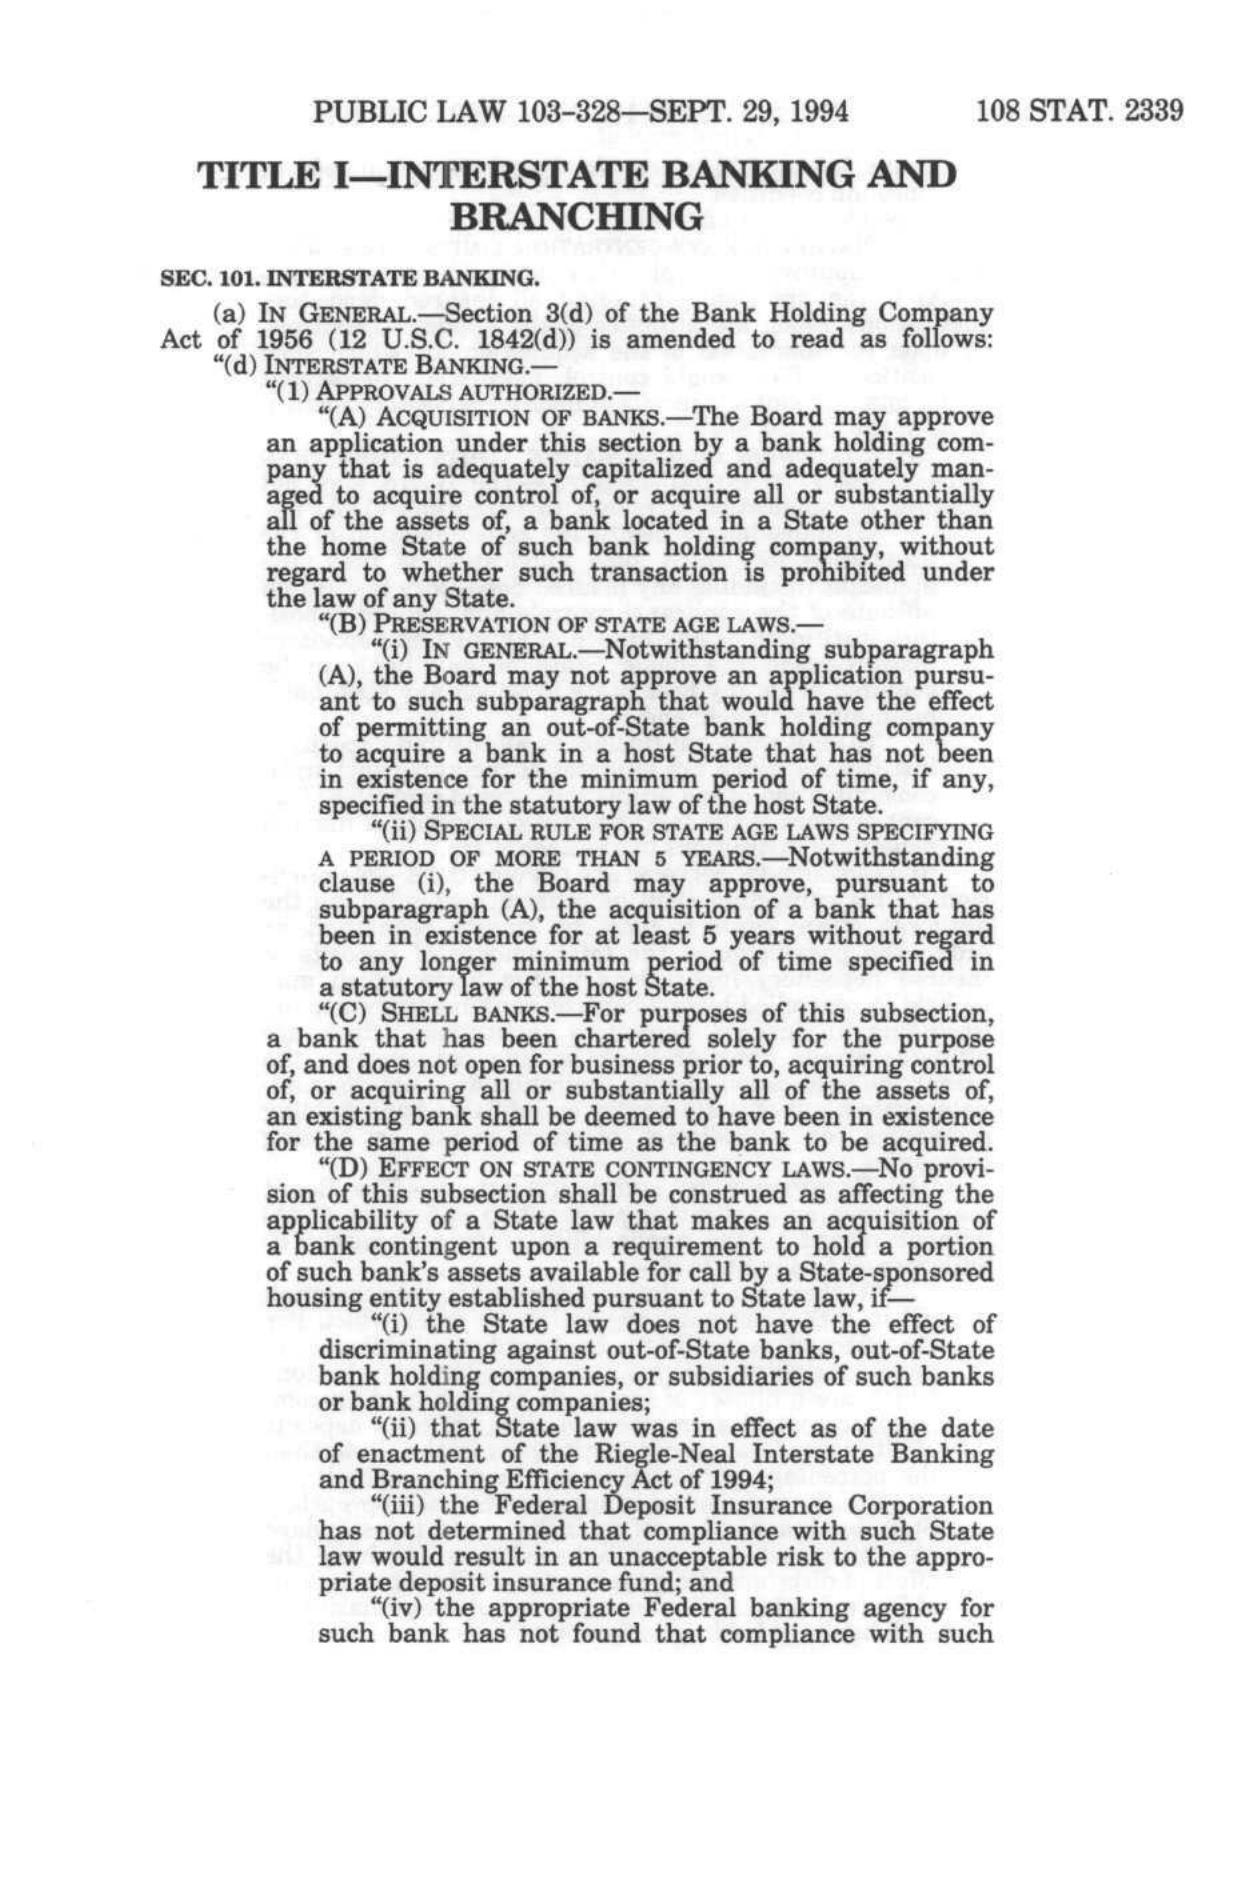 PUBLIC LAW 103–328—SEPT. 29, 1994 108 STAT. 2339
TITLE I—INTERSTATE BANKING AND
BRANCHING
SEC. 101. INTERSTATE BANKING.
(a) IN GENERAL.—Section 3(d) of the Bank Holding Company
Act of 1956 (12 U.S.C. 1842(d)) is amended to read as follows:
“(d) INTERSTATE BANKING.—
“(1) APPROVALS AUTHORIZED.—
“(A) ACQUISITION OF BANKS.—The Board may approve
an application under this section by a bank holding com-
pany that is adequately capitalized and adequately man-
aged to acquire control of, or acquire all or substantially
all of the assets of, a bank located in a State other than
the home State of such bank holding company, without
regard to whether such transaction is prohibited under
the law of any State.
“(B) PRESERVATION OF STATE AGE LAWS.—
“(i) IN GENERAL.—Notwithstanding subparagraph
(A), the Board may not approve an application pursu-
ant to such subparagraph that would have the effect
of permitting an out-of-State bank holding company
to acquire a bank in a host State that has not been
in existence for the minimum period of time, if any,
specified in the statutory law of the host State.
“(ii) SPECIAL RULE FOR STATE AGE LAWS SPECIFYING
A PERIOD OF MORE THAN 5 YEARS.—Notwithstanding
clause (i), the Board may approve, pursuant to
subparagraph (A), the acquisition of a bank that has
been in existence for at least 5 years without regard
to any longer minimum period of time specified in
a statutory law of the host State.
“(C) SHELL BANKS.—For purposes of this subsection,
a bank that has been chartered solely for the purpose
of, and does not open for business prior to, acquiring control
of, or acquiring all or substantially all of the assets of,
an existing bank shall be deemed to have been in existence
for the same period of time as the bank to be acquired.
“(D) EFFECT ON STATE CONTINGENCY LAWS.—No provi-
sion of this subsection shall be construed as affecting the
applicability of a State law that makes an acquisition of
a bank contingent upon a requirement to hold a portion
of such bank's assets available for call by a State-sponsored
housing entity established pursuant to State law, if—
“(i) the State law does not have the effect of
discriminating against out-of-State banks, out-of-State
bank holding companies, or subsidiaries of such banks
or bank holding companies;
“(ii) that State law was in effect as of the date
of enactment of the Riegle-Neal Interstate Banking
and Branching Efficiency Act of 1994;
“(iii) the Federal Deposit Insurance Corporation
has not determined that compliance with such State
law would result in an unacceptable risk to the appro-
priate deposit insurance fund; and
“(iv) the appropriate Federal banking agency for
such bank has not found that compliance with such